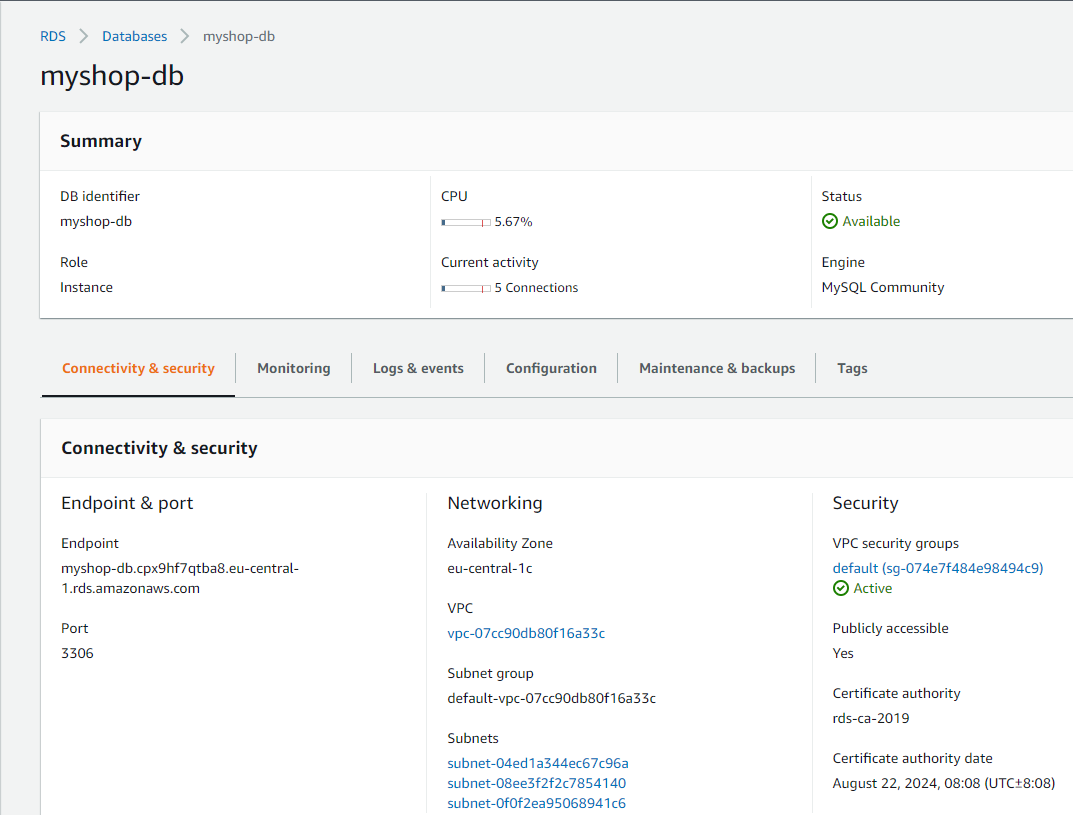 RDS > Databases > myshop-db
myshop-db
Summary
DB identifier
myshop-db
CPU
5.67%
Status
Available
Role
Instance
Current activity
5 Connections
Engine
MySQL Community
Connectivity & security
Monitoring
Logs & events
Configuration
Maintenance & backups
Tags
Connectivity & security
Endpoint & port
Endpoint
myshop-db.cpx9hf7qtba8.eu-central-
1.rds.amazonaws.com
Port
3306
Networking
Availability Zone
eu-central-1c
VPC
vpc-07cc90db80f16a33c
Subnet group
default-vpc-07cc90db80f16a33c
Subnets
subnet-04ed1a344ec67c96a
subnet-08ee3f2f2c7854140
subnet-0f0f2ea95068941c6
Security
VPC security groups
default (sg-074e7f484e98494c9)
Active
Publicly accessible
Yes
Certificate authority
rds-ca-2019
Certificate authority date
August 22, 2024, 08:08 (UTC±8:08)